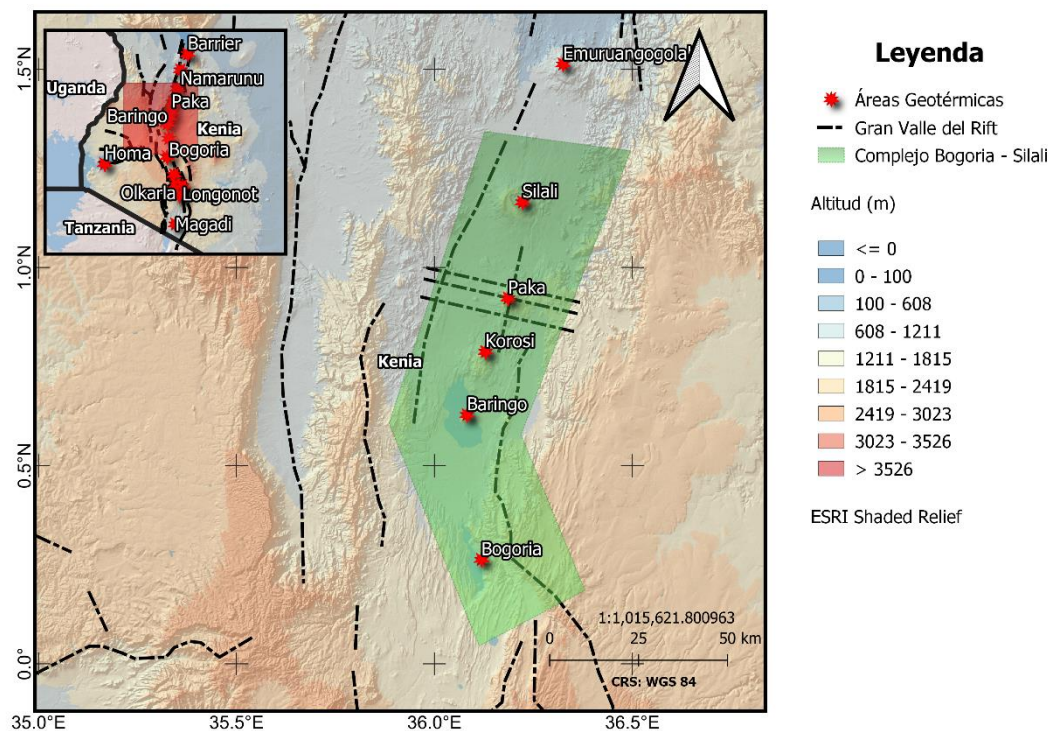 Barrier
Namarunu
Uganda
Paka
Baringo
Kenia
Bogoria
Homa
Olkaria
Longonot
Magadi
Tanzania
Emuruangogolak
Silali
Paka
Korosi
Kenia
Baringo
Bogoria
1:1,015,621.800963
0 25 50 km
CRS: WGS 84
1.5°N
1.0°N
0.5°N
0.0°
35.0°E 35.5°E 36.0°E 36.5°E
Leyenda
Áreas Geotérmicas
Gran Valle del Rift
Complejo Bogoria - Silali
Altitud (m)
<= 0
0 - 100
100 - 608
608 - 1211
1211 - 1815
1815 - 2419
2419 - 3023
3023 - 3526
> 3526
ESRI Shaded Relief